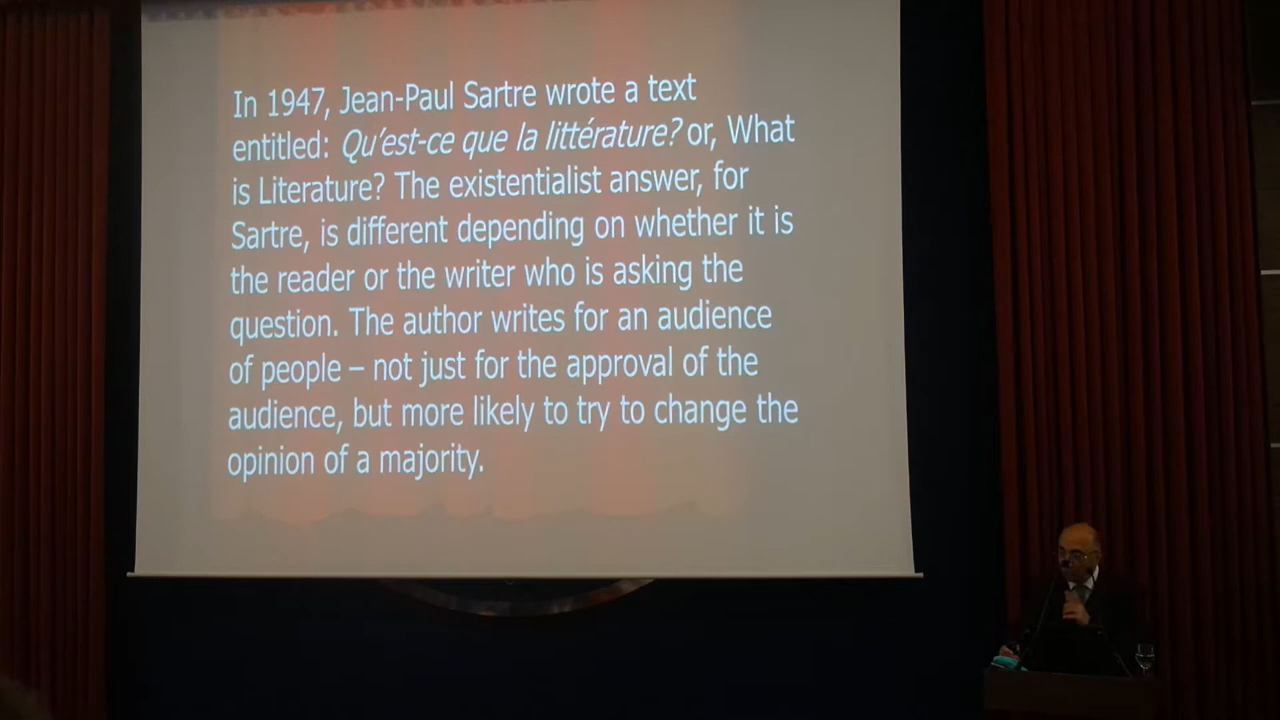 In 1947, Jean-Paul Sartre wrote a text
entitled: Qu'est-ce que la littérature? or, What
is Literature? The existentialist answer, for
Sartre, is different depending on whether it is
the reader or the writer who is asking the
question. The author writes for an audience
of people – not just for the approval of the
audience, but more likely to try to change the
opinion of a majority.